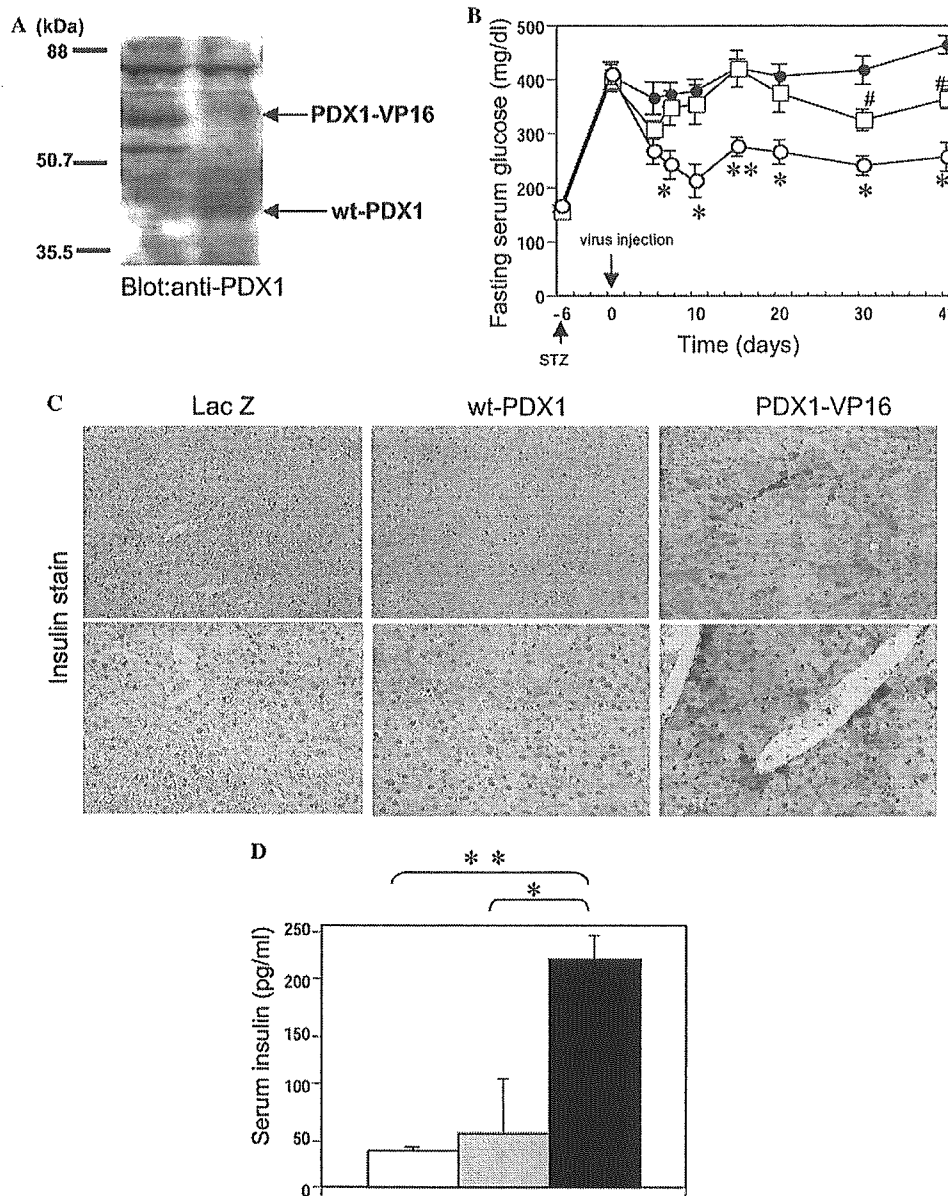 A (kDa)
88
PDX1-VP16
50.7
wt-PDX1
35.5
Blot:anti-PDX1
B
Fasting serum glucose (mg/dl)
500
400
300
200
100
0
# #
* * ** * * *
virus injection
-6 0 10 20 30 4
STZ
Time (days)
C
Lac Z wt-PDX1 PDX1-VP16
Insulin stain
D
* *
*
Serum insulin (pg/ml)
250
200
150
100
50
0